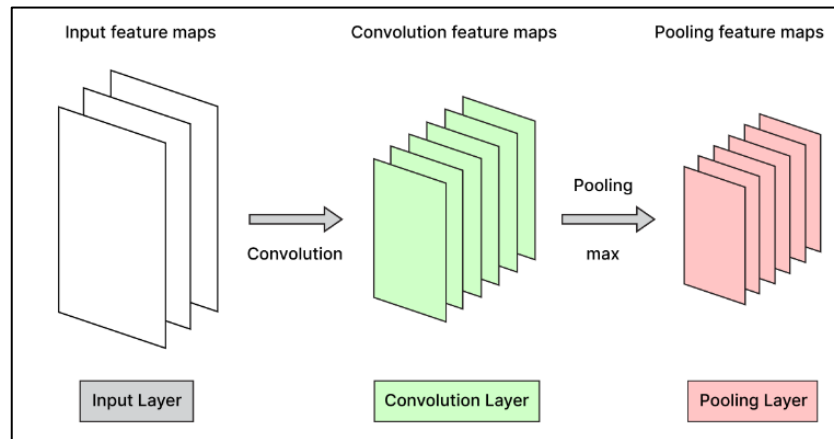 Input feature maps
Convolution feature maps
Pooling feature maps
Convolution
Pooling
max
Input Layer
Convolution Layer
Pooling Layer